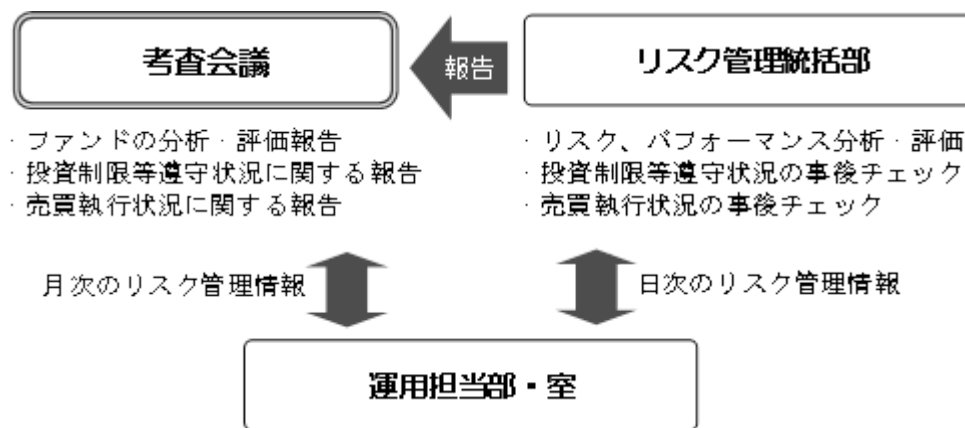 考査会議
報告
リスク管理統括部
・ファンドの分析・評価報告
・投資制限等遵守状況に関する報告
・売買執行状況に関する報告
・リスク、パフォーマンス分析・評価
・投資制限等遵守状況の事後チェック
・売買執行状況の事後チェック
月次のリスク管理情報
日次のリスク管理情報
運用担当部・室